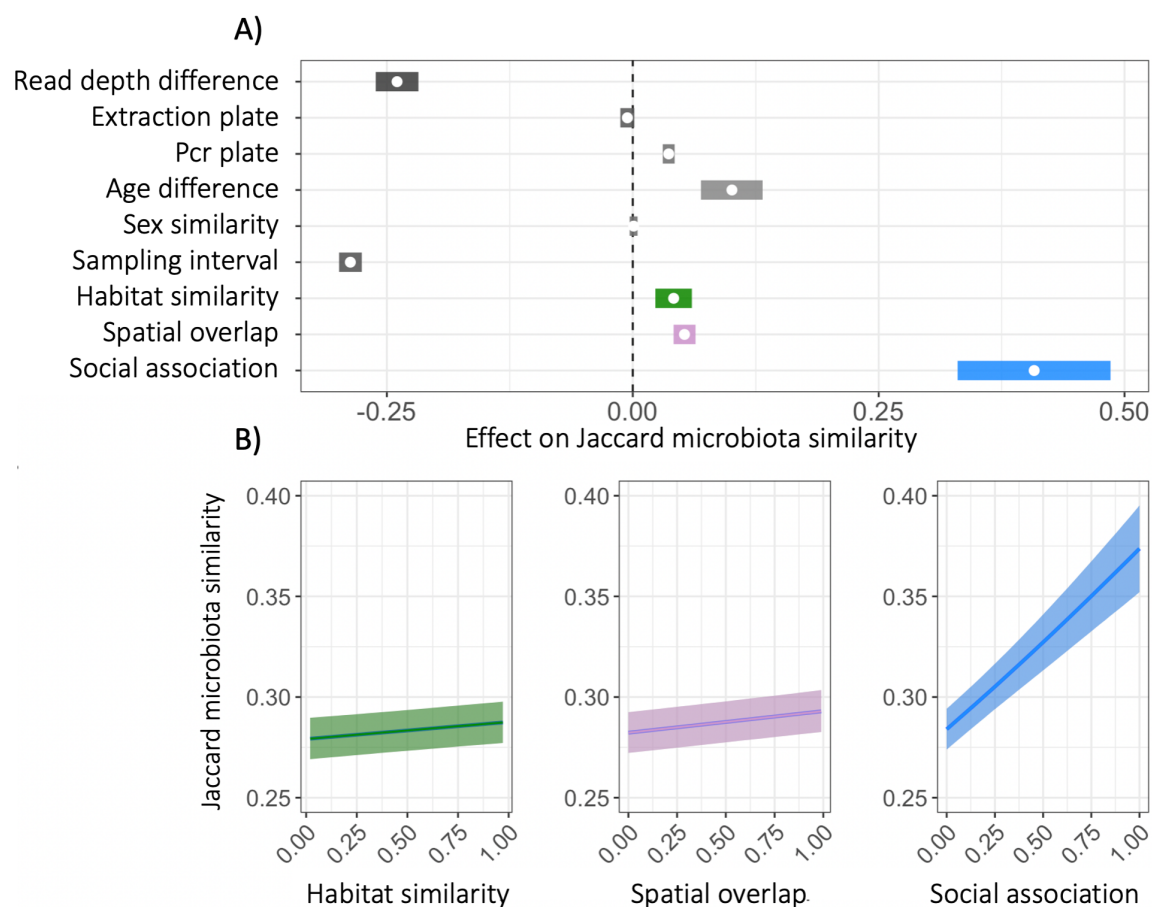 A)
Read depth difference
Extraction plate
Pcr plate
Age difference
Sex similarity
Sampling interval
Habitat similarity
Spatial overlap
Social association
-0.25 0.00 0.25 0.50
Effect on Jaccard microbiota similarity
B)
Jaccard microbiota similarity
0.40
0.35
0.30
0.25
0.00 0.25 0.50 0.75 1.00
Habitat similarity
0.40
0.35
0.30
0.25
0.00 0.25 0.50 0.75 1.00
Spatial overlap
0.40
0.35
0.30
0.25
0.00 0.25 0.50 0.75 1.00
Social association